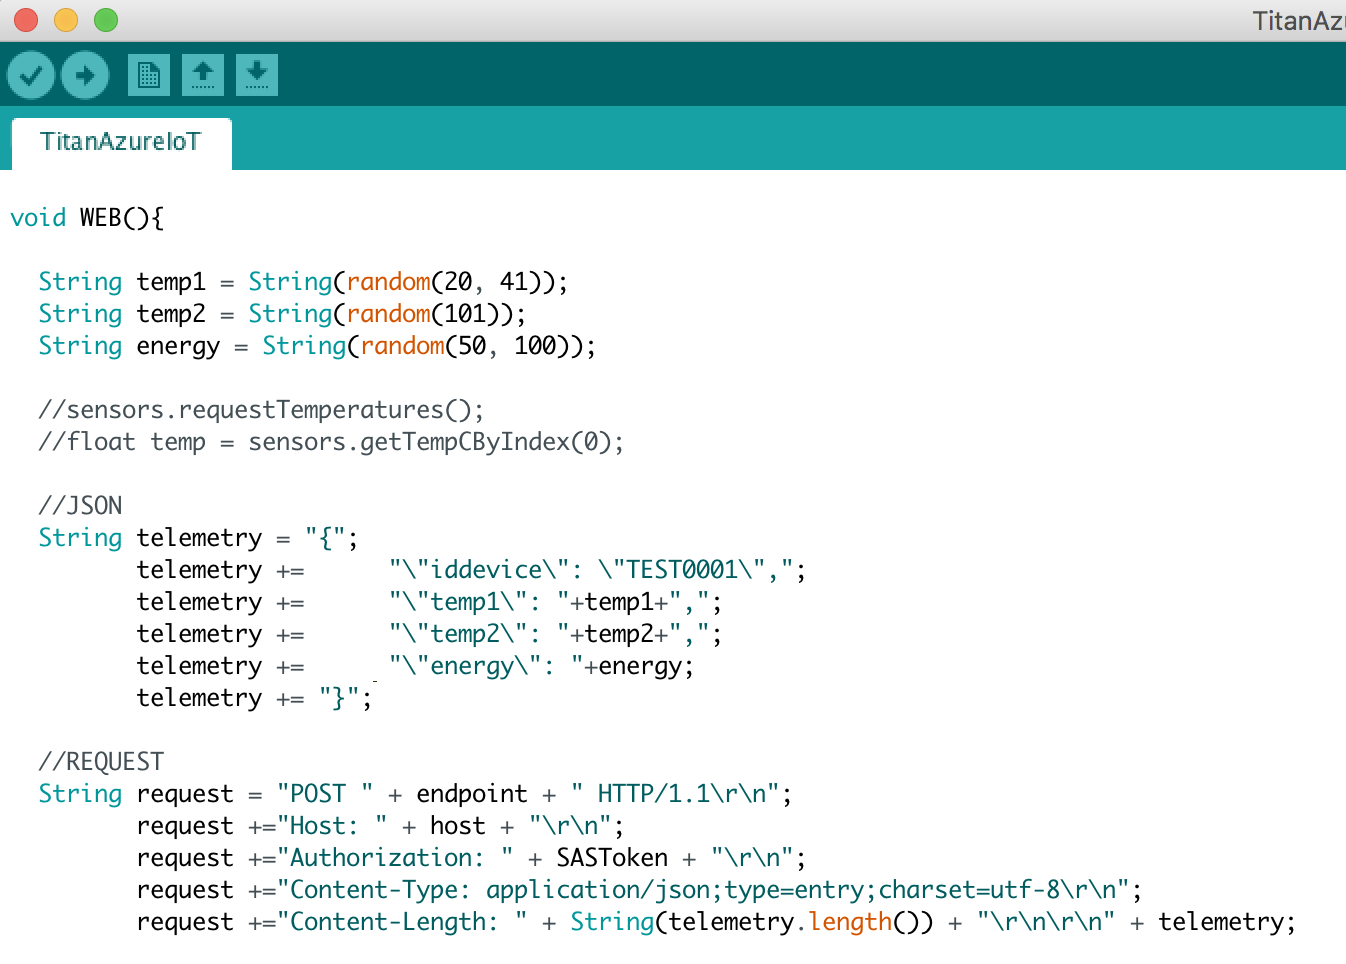 TitanAz
TitanAzureIoT
void WEB(){
String temp1 = String(random(20, 41));
String temp2 = String(random(101));
String energy = String(random(50, 100));
//sensors.requestTemperatures();
//float temp = sensors.getTempCByIndex(0);
//JSON
String telemetry = "{";
telemetry += "\"iddevice\": \"TEST0001\",";
telemetry += "\"temp1\": "+temp1+",";
telemetry += "\"temp2\": "+temp2+",";
telemetry += "\"energy\": "+energy;
telemetry += "}";
//REQUEST
String request = "POST " + endpoint + " HTTP/1.1\r\n";
request +="Host: " + host + "\r\n";
request +="Authorization: " + SASToken + "\r\n";
request +="Content-Type: application/json;type=entry;charset=utf-8\r\n";
request +="Content-Length: " + String(telemetry.length()) + "\r\n\r\n" + telemetry;